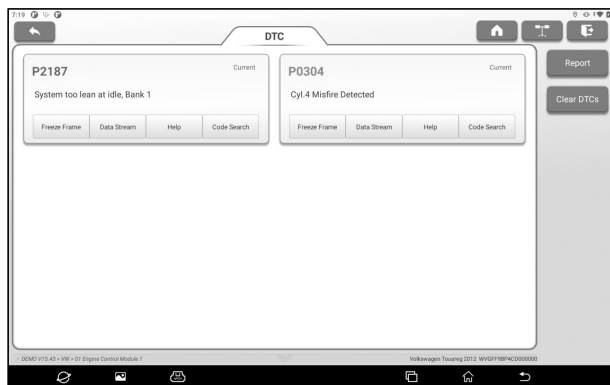 7:19
DTC
P2187
Current
System too lean at idle, Bank 1
Freeze Frame
Data Stream
Help
Code Search
P0304
Current
Cyl.4 Misfire Detected
Freeze Frame
Data Stream
Help
Code Search
Report
Clear DTCs
DEMO V15.43 > VW > 01 Engine Control Module 1
Volkswagen Touareg 2012 WVGFF9BP4CD000000